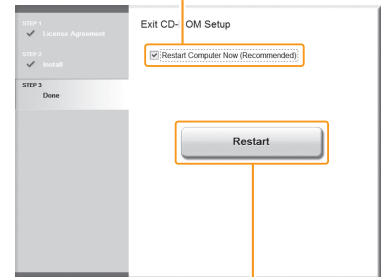 STEP 1
License Agreement
STEP 2
Install
STEP 3
Done
Exit CD- OM Setup
Restart Computer Now (Recommended)
Restart